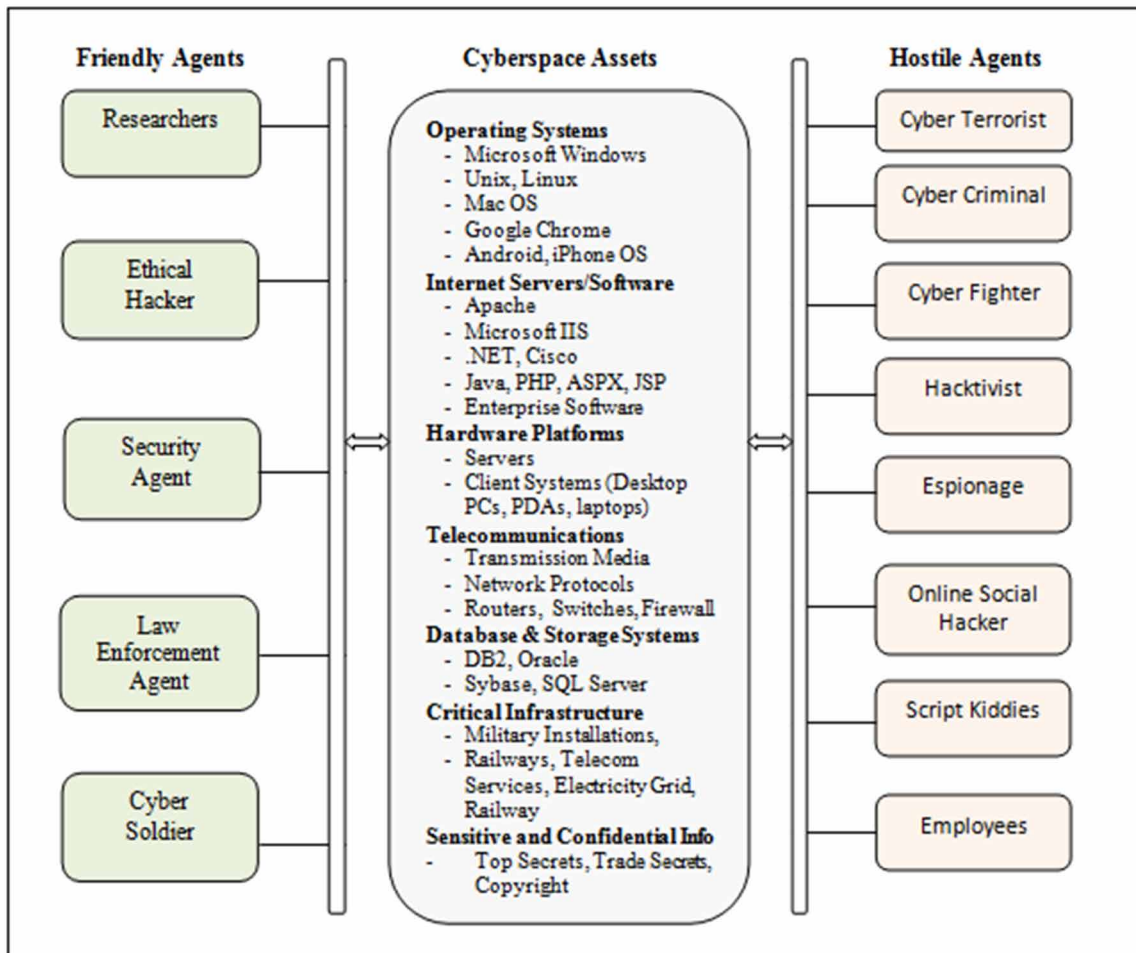 Friendly Agents
Researchers
Ethical
Hacker
Security
Agent
Law
Enforcement
Agent
Cyber
Soldier
Cyberspace Assets
Operating Systems
- Microsoft Windows
- Unix, Linux
- Mac OS
- Google Chrome
- Android, iPhone OS
Internet Servers/Software
- Apache
- Microsoft IIS
- .NET, Cisco
- Java, PHP, ASPX, JSP
- Enterprise Software
Hardware Platforms
- Servers
- Client Systems (Desktop
PCs, PDAs, laptops)
Telecommunications
- Transmission Media
- Network Protocols
- Routers, Switches, Firewall
Database & Storage Systems
- DB2, Oracle
- Sybase, SQL Server
Critical Infrastructure
- Military Installations,
- Railways, Telecom
Services, Electricity Grid,
Railway
Sensitive and Confidential Info
- Top Secrets, Trade Secrets,
Copyright
Hostile Agents
Cyber Terrorist
Cyber Criminal
Cyber Fighter
Hacktivist
Espionage
Online Social
Hacker
Script Kiddies
Employees